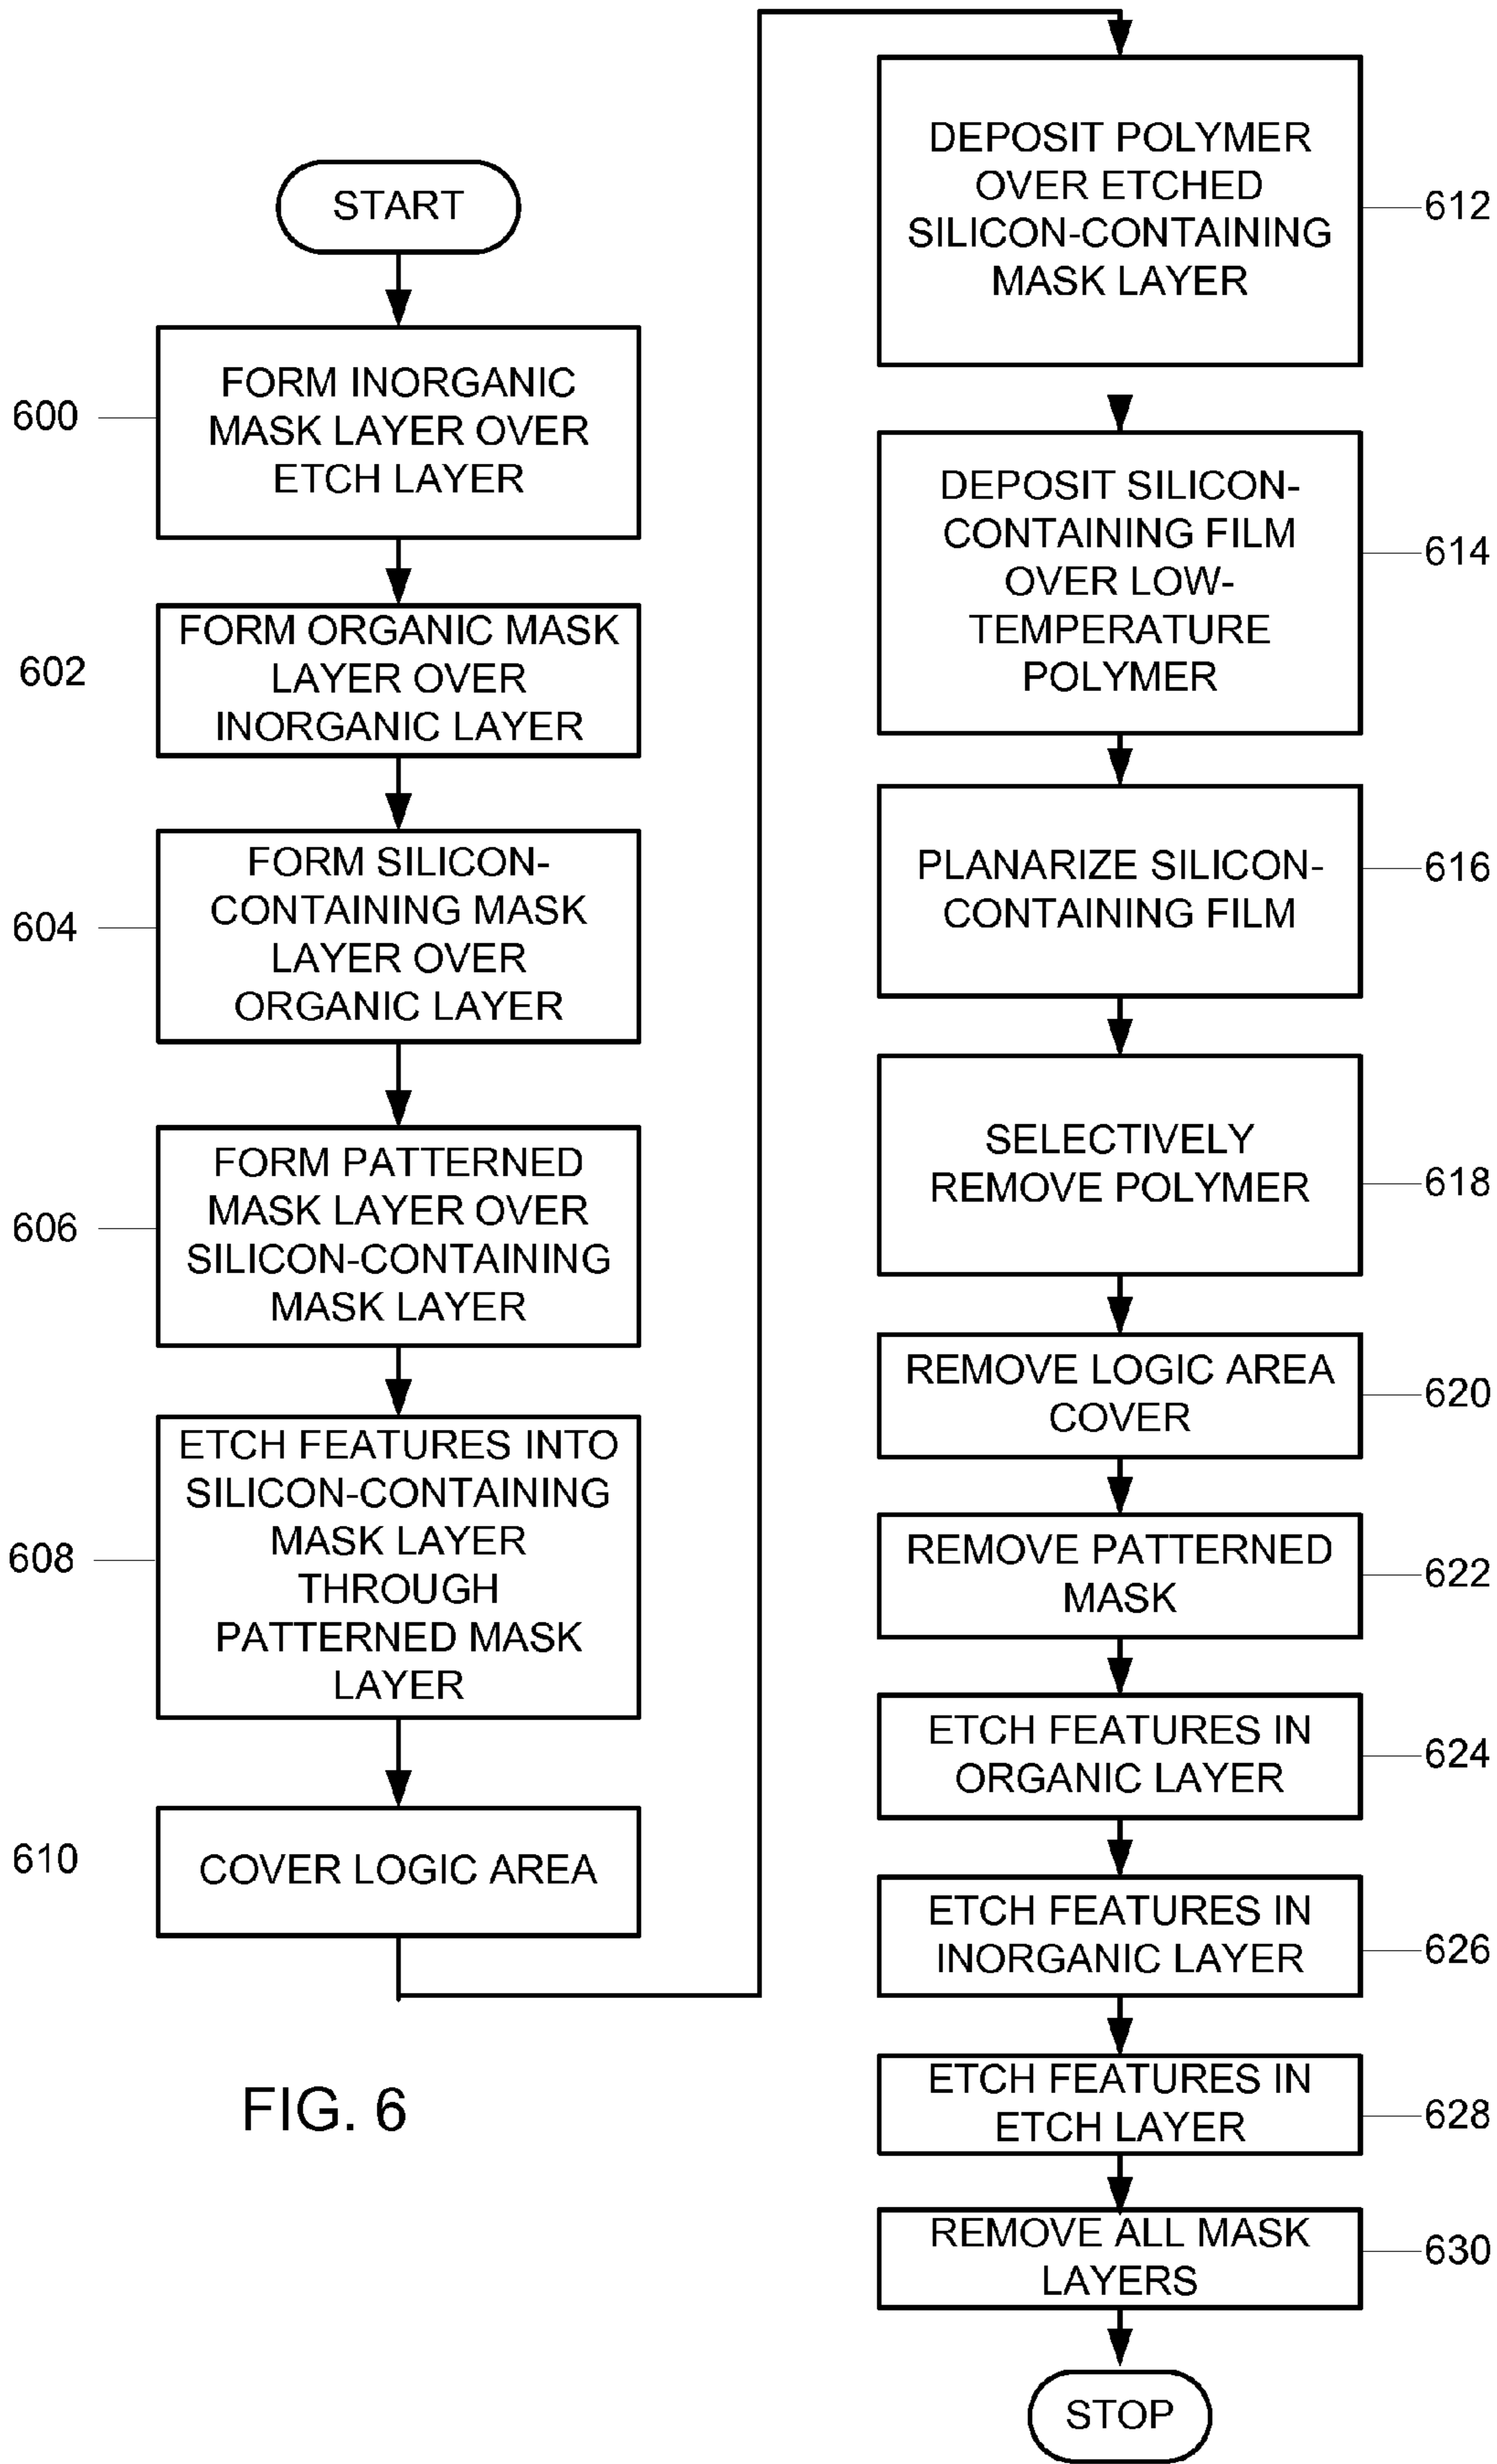 START
600
FORM INORGANIC
MASK LAYER OVER
ETCH LAYER
602
FORM ORGANIC MASK
LAYER OVER
INORGANIC LAYER
604
FORM SILICON-
CONTAINING MASK
LAYER OVER
ORGANIC LAYER
606
FORM PATTERNED
MASK LAYER OVER
SILICON-CONTAINING
MASK LAYER
608
ETCH FEATURES INTO
SILICON-CONTAINING
MASK LAYER
THROUGH
PATTERNED MASK
LAYER
610
COVER LOGIC AREA
FIG. 6
DEPOSIT POLYMER
OVER ETCHED
SILICON-CONTAINING
MASK LAYER
612
DEPOSIT SILICON-
CONTAINING FILM
OVER LOW-
TEMPERATURE
POLYMER
614
PLANARIZE SILICON-
CONTAINING FILM
616
SELECTIVELY
REMOVE POLYMER
618
REMOVE LOGIC AREA
COVER
620
REMOVE PATTERNED
MASK
622
ETCH FEATURES IN
ORGANIC LAYER
624
ETCH FEATURES IN
INORGANIC LAYER
626
ETCH FEATURES IN
ETCH LAYER
628
REMOVE ALL MASK
LAYERS
630
STOP